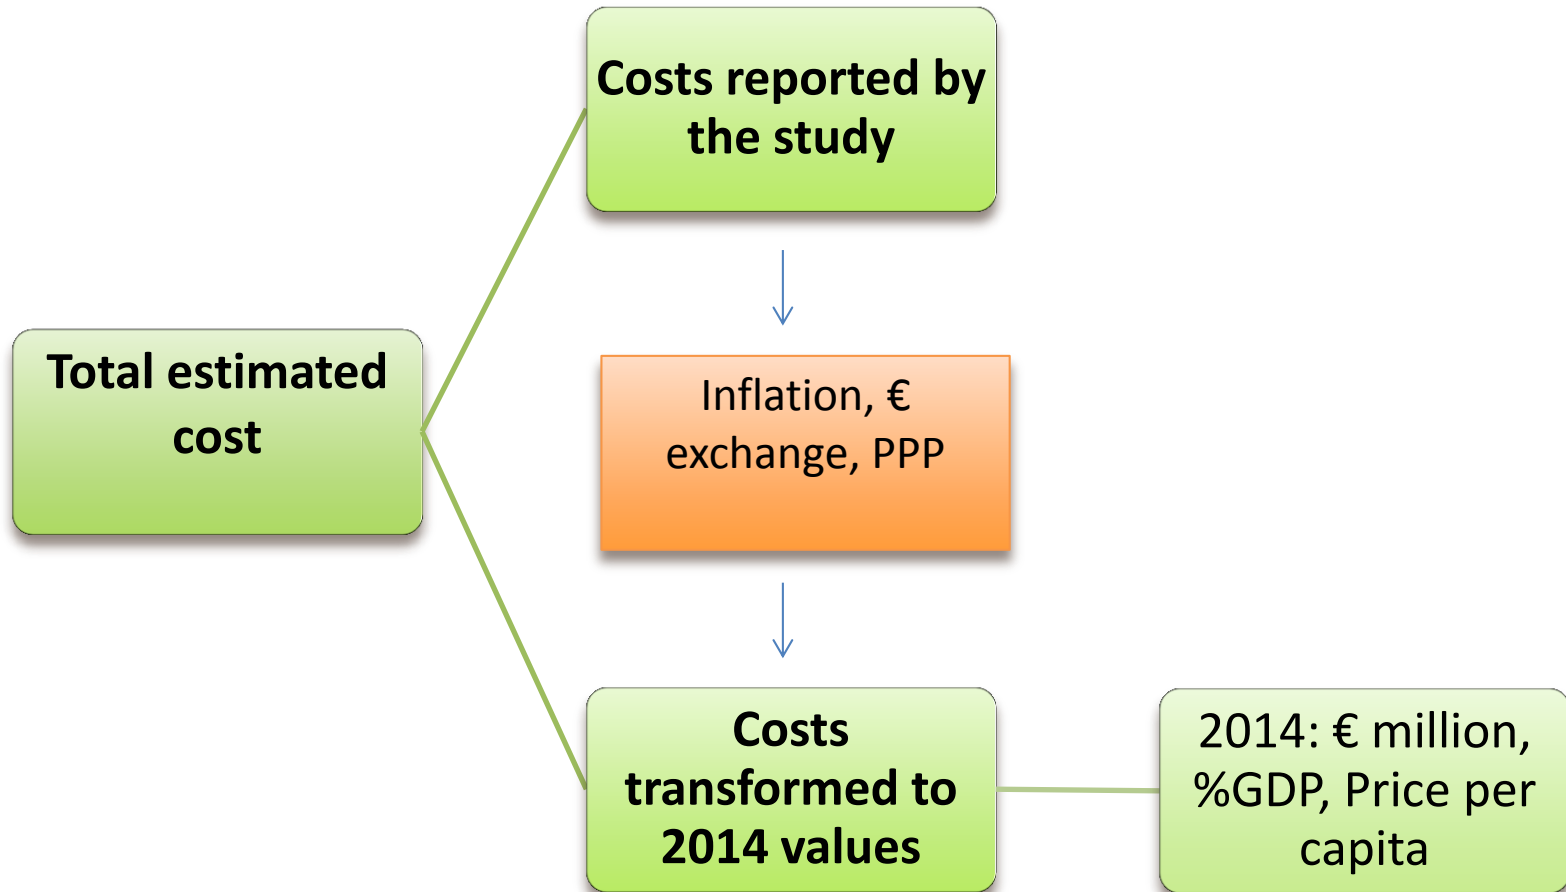 Costs reported by
the study
Total estimated
cost
Inflation, €
exchange, PPP
Costs
transformed to
2014 values
2014: € million,
%GDP, Price per
capita